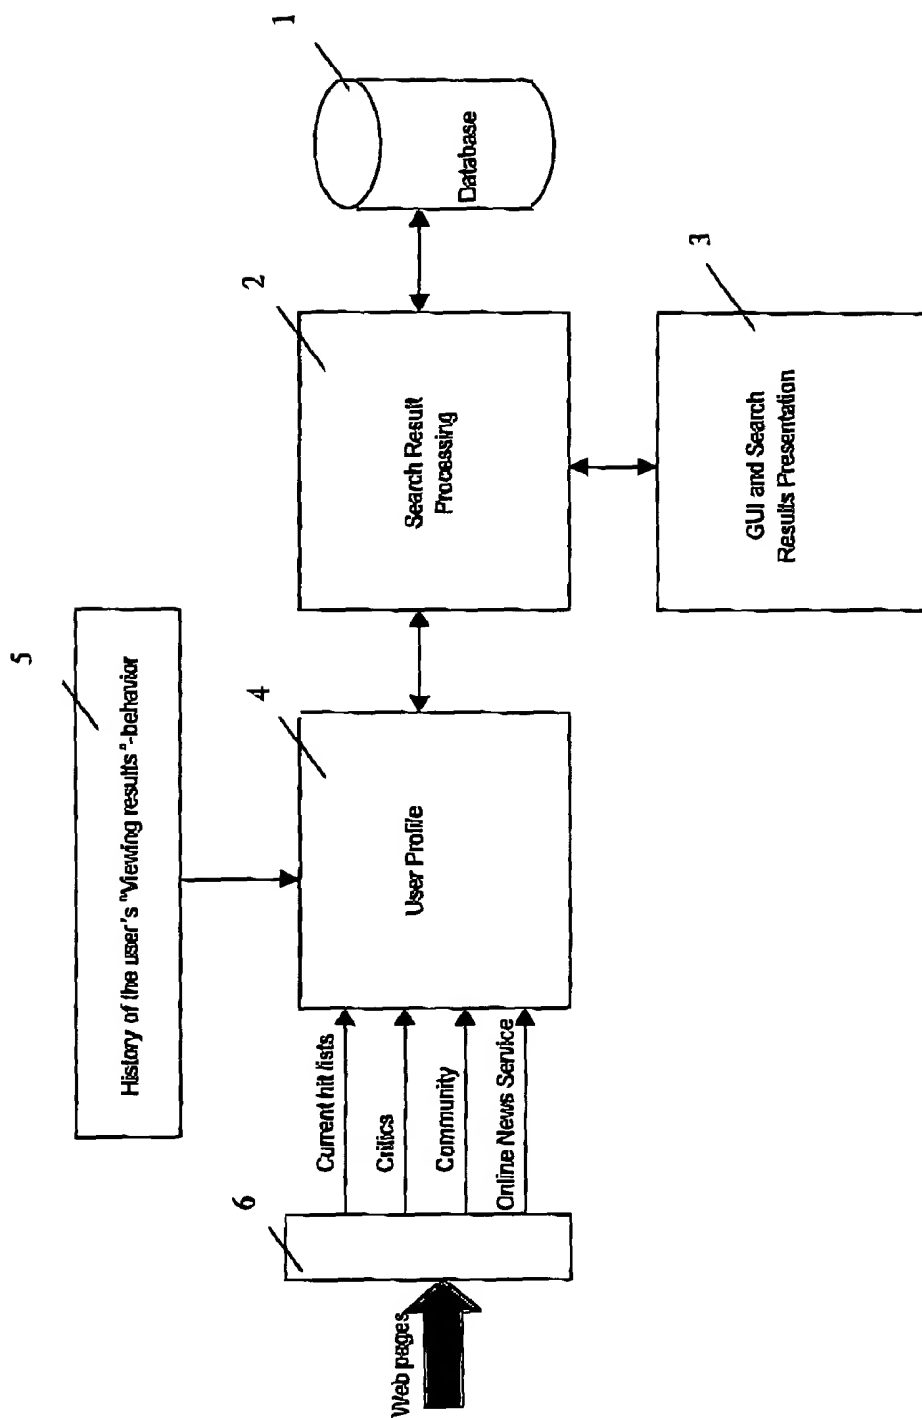 5
History of the user's "Viewing results"-behavior
6
Web pages
Current hit lists
Critics
Community
Online News Service
4
User Profile
2
Search Result
Processing
1
Database
3
GUI and Search
Results Presentation